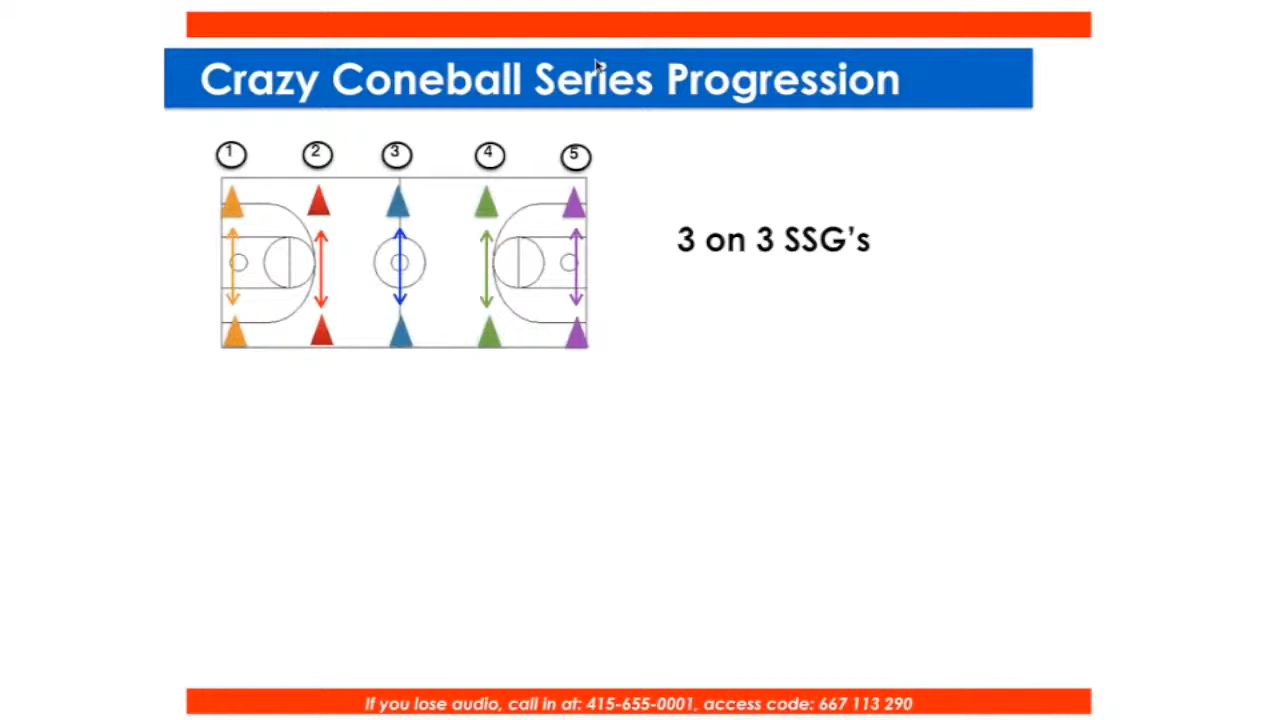 Crazy Coneball Series Progression
1 2 3 4 5
3 on 3 SSG's
If you lose audio, call in at: 415-655-0001, access code: 667 113 290